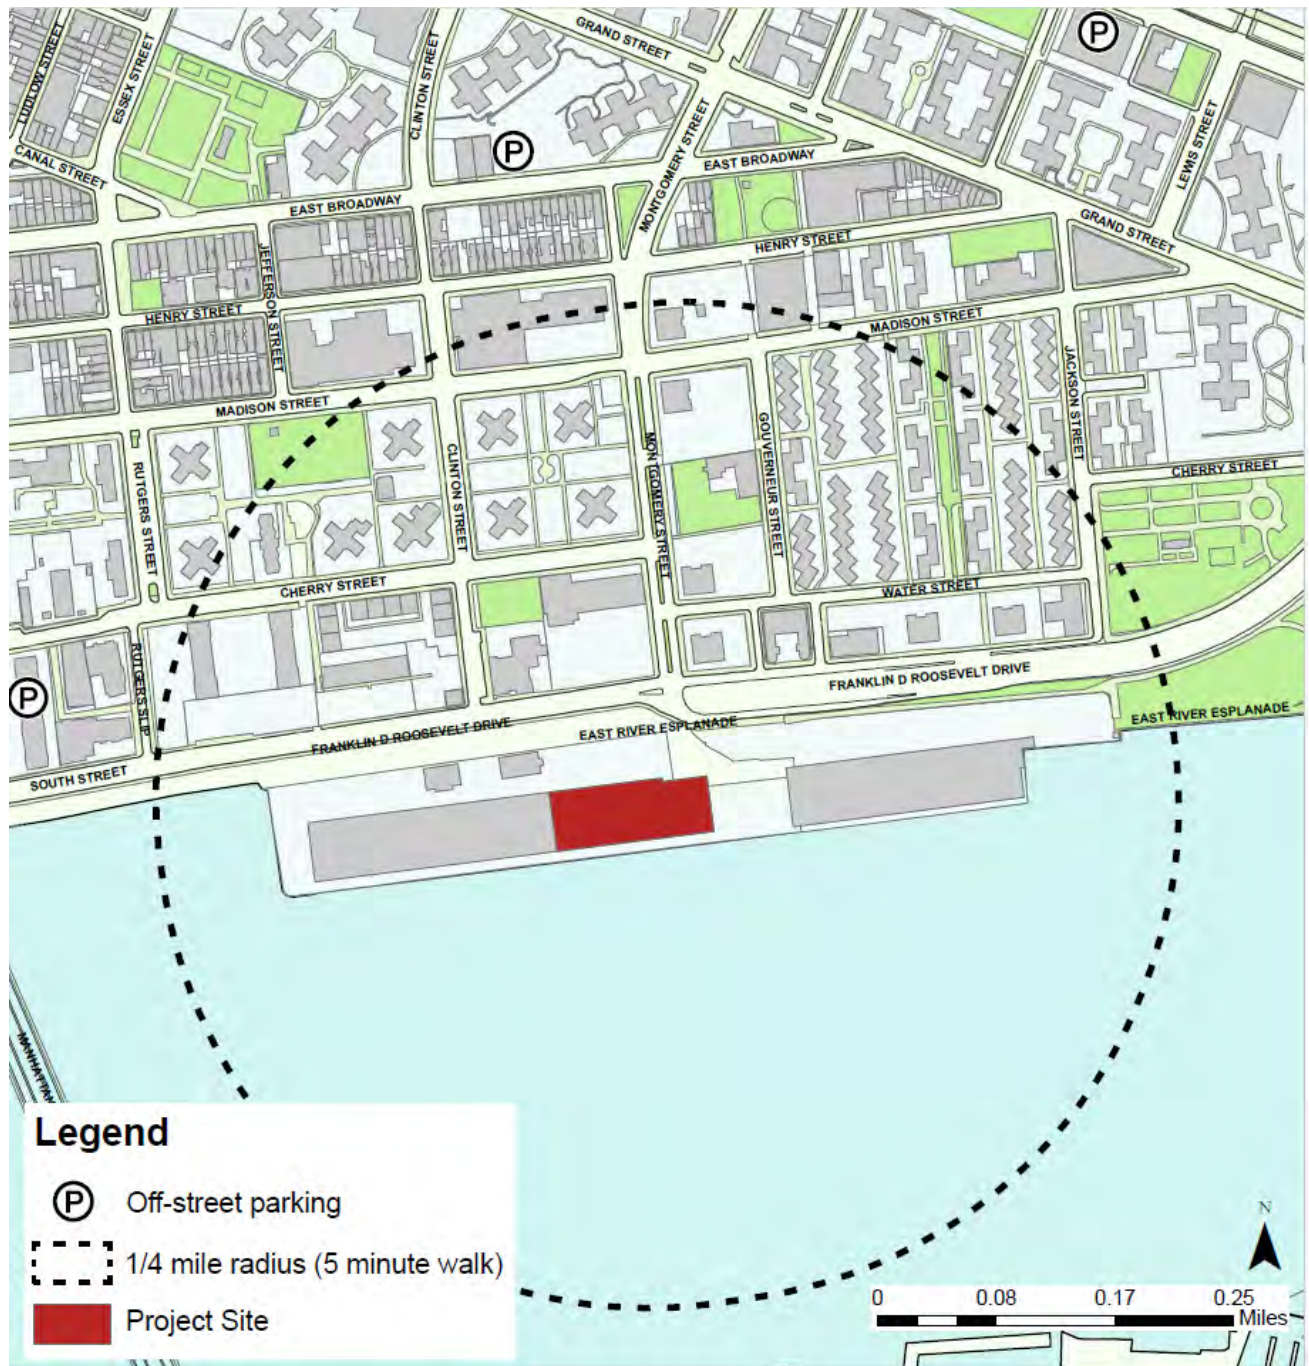 GRAND STREET
P
LUDLOW STREET
ESSEX STREET
CLINTON STREET
MONTGOMERY STREET
LEWIS STREET
P
CANAL STREET
EAST BROADWAY
EAST BROADWAY
GRAND STREET
HENRY STREET
JEFFERSON STREET
HENRY STREET
MADISON STREET
JACKSON STREET
MADISON STREET
RUTGERS STREET
CLINTON STREET
MONTGOMERY STREET
GOUVERNEUR STREET
CHERRY STREET
CHERRY STREET
WATER STREET
P
RUTGERS SLIP
FRANKLIN D ROOSEVELT DRIVE
FRANKLIN D ROOSEVELT DRIVE
EAST RIVER ESPLANADE
EAST RIVER ESPLANADE
SOUTH STREET
Legend
P Off-street parking
1/4 mile radius (5 minute walk)
Project Site
N
0 0.08 0.17 0.25
Miles